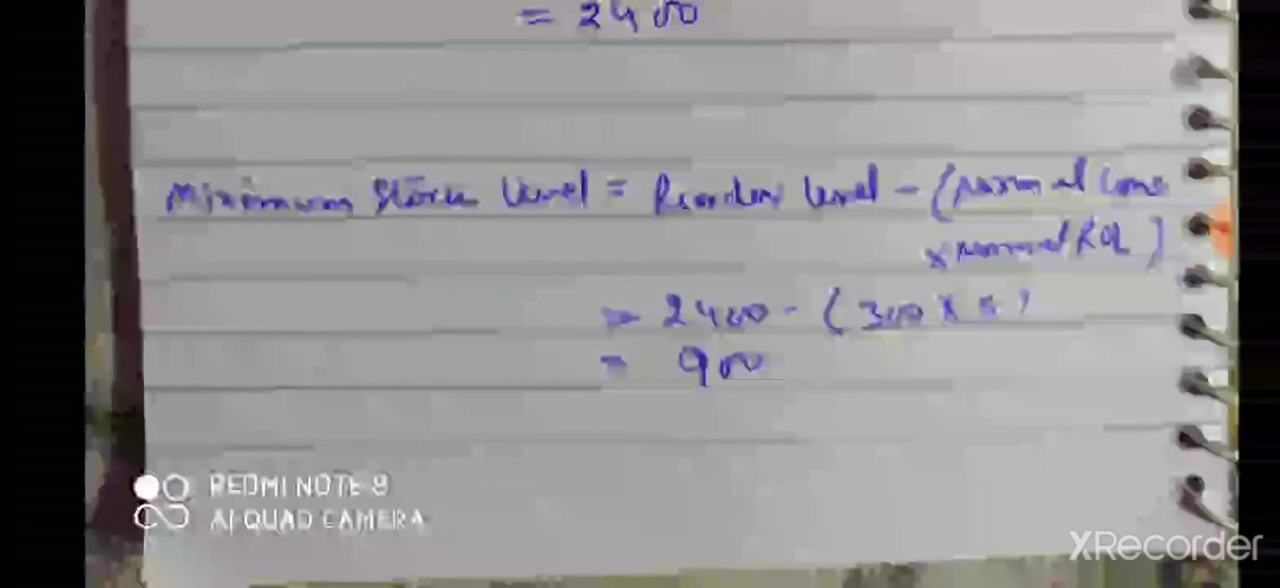 = 2400
Minimum Stock Level = Reorder level - (Normal Cons
x Normal ROL)
= 2400 - (300 x 5)
= 900
REDMI NOTE 8
AI QUAD CAMERA
XRecorder